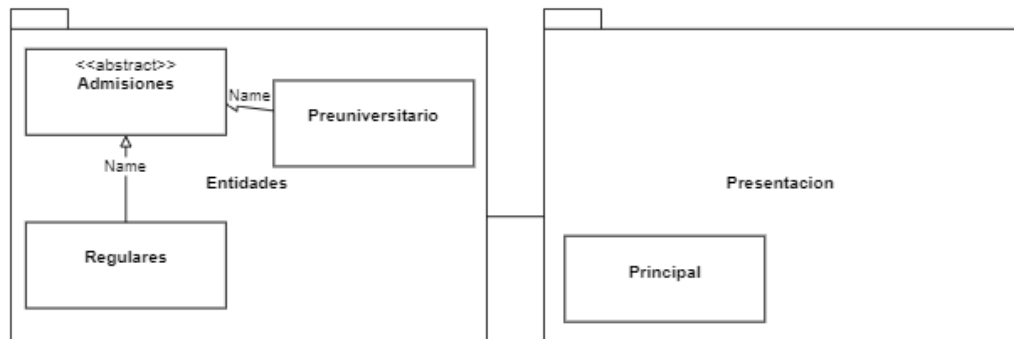 <<abstract>>
Admisiones
Name
Preuniversitario
Name
Entidades
Regulares
Presentacion
Principal